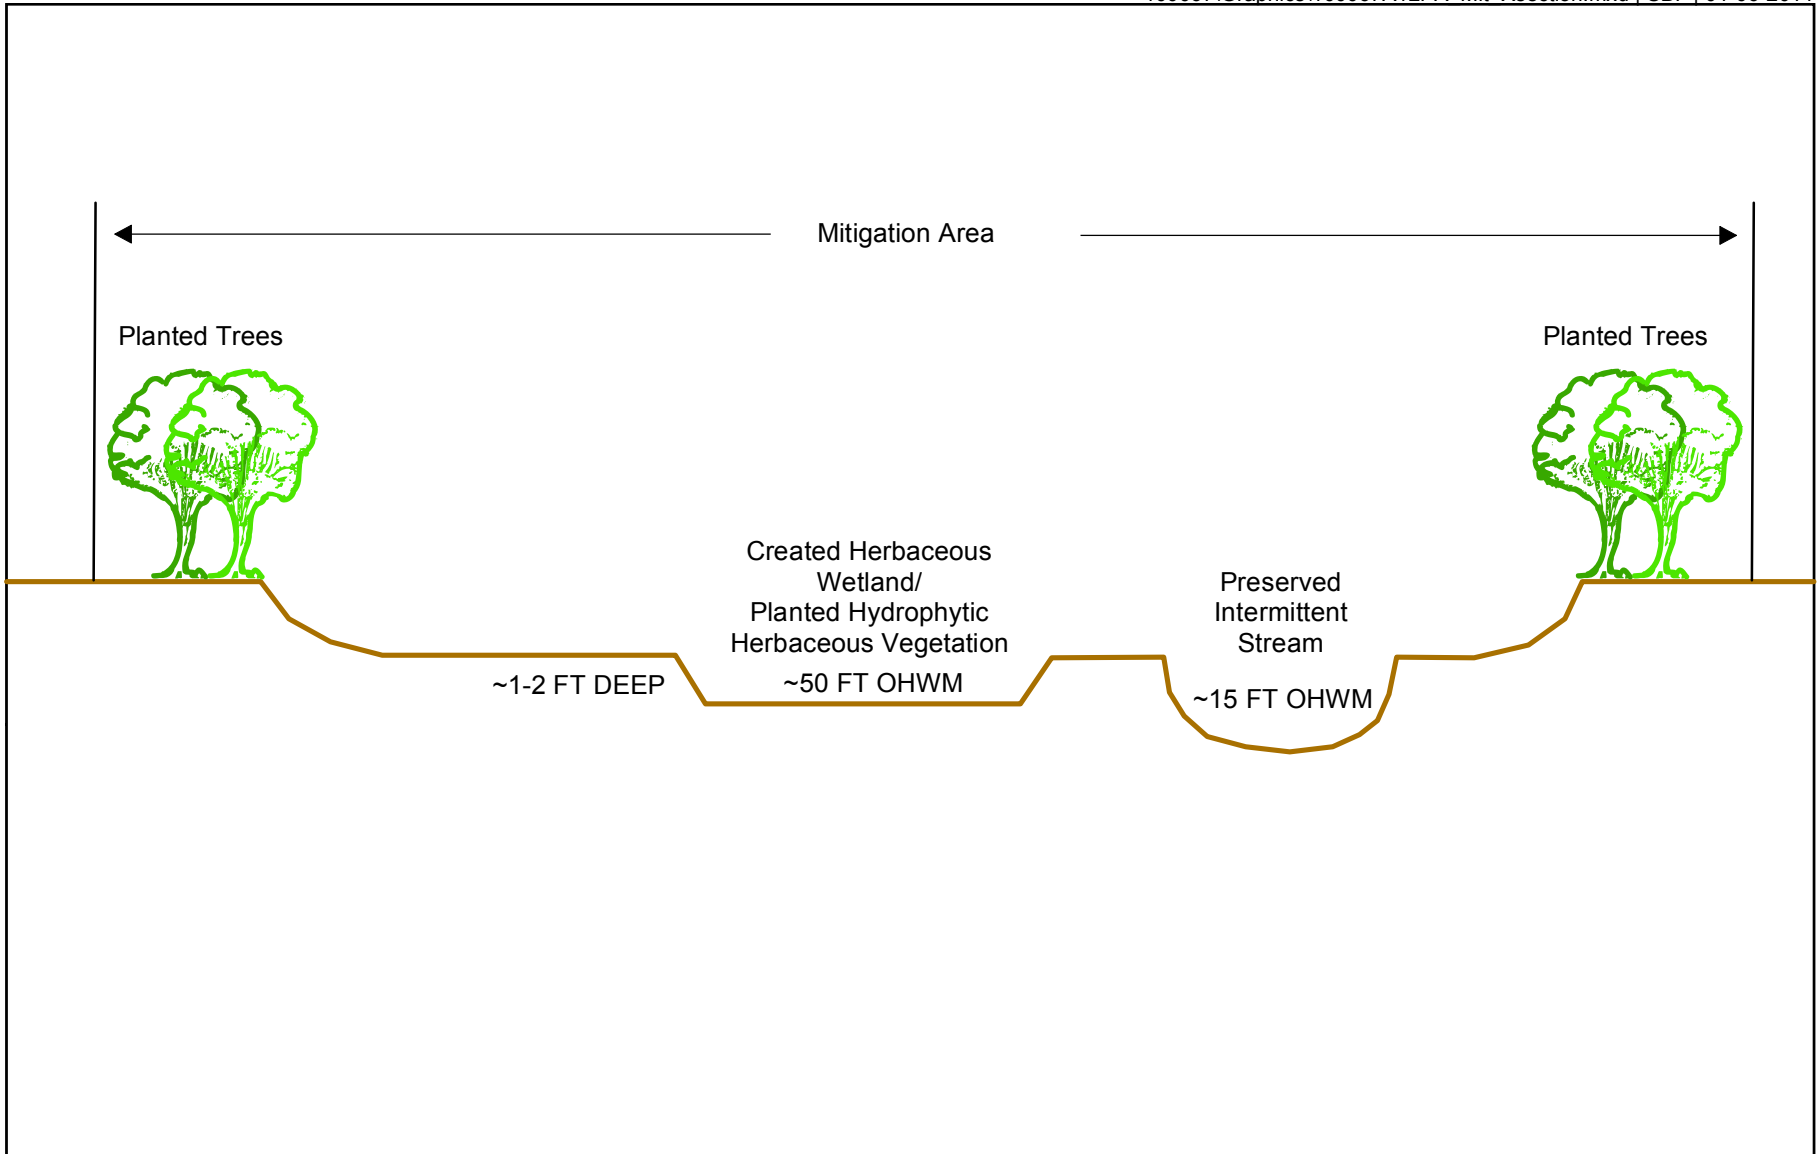 Mitigation Area
Planted Trees
Planted Trees
Created Herbaceous
Wetland/
Planted Hydrophytic
Herbaceous Vegetation
~50 FT OHWM
Preserved
Intermittent
Stream
~15 FT OHWM
~1-2 FT DEEP